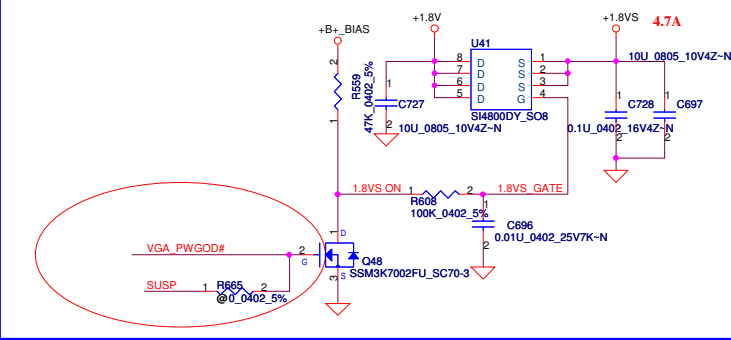 +B+_BIAS
+1.8V
+1.8VS
4.7A
U41
8 D S 1
7 D S 2
6 D S 3
5 D G 4
SI4800DY_SO8
2
R559
47K_0402_5%
1
1
C727
2
10U_0805_10V4Z~N
10U_0805_10V4Z~N
1
C728
2
0.1U_0402_16V4Z~N
1
C697
2
1.8VS ON
1
R608
2
100K_0402_5%
1.8VS_GATE
1
C696
2
0.01U_0402_25V7K~N
VGA_PWGOD#
SUSP
1
R665
2
@0_0402_5%
1
D
2
G
3
S
Q48
SSM3K7002FU_SC70-3